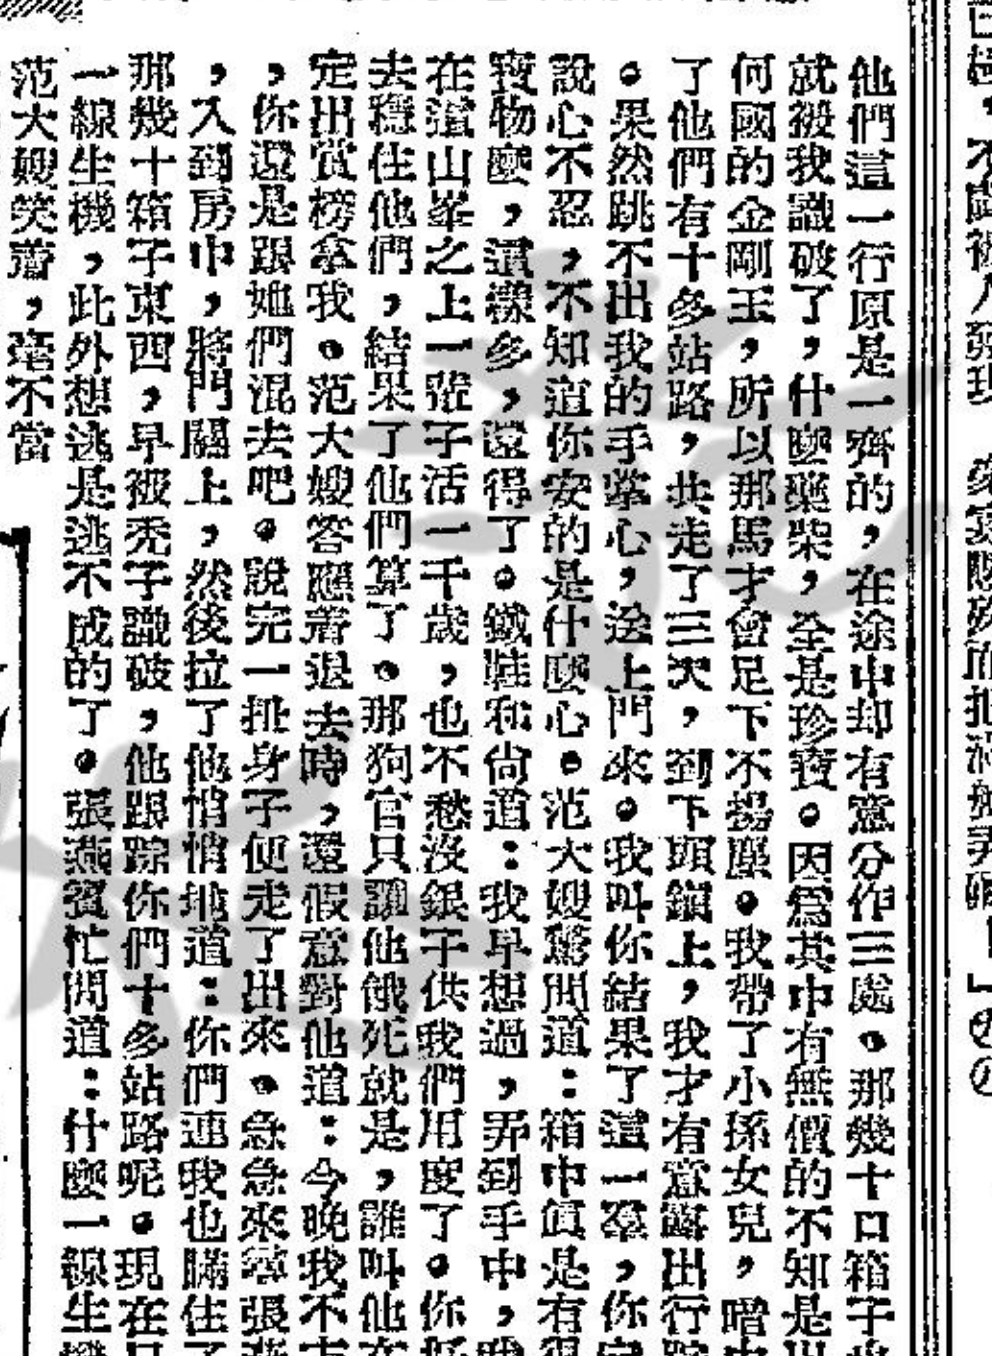 他們這一行原是一齊的，在途中却有意分作三處。那幾十口箱子
就被我識破了，什麼藥柴，全是珍寶。因爲其中有無價的不知是
何國的金剛玉，所以那馬才會足下不揚塵。我帶了小孫女兒，暗中
了他們有十多站路，共走了三天，到下頭鎮上，我才有意露出行踪
。果然跳不出我的手掌心，送上門來。我叫你結果了這一羣，你
說心不忍，不知道你安的是什麼心。范大嫂驚問道：箱中眞是有
寶物麼，還樣多，還得了。鐵鞋和尚道：我早想過，弄到手中，我
在這山峯之上一輩子活一千歲，也不愁沒銀子供我們用度了。你
去穩住他們，結果了他們算了。那狗官只讓他餓死就是，誰叫他
定出賞榜拿我。范大嫂答應着退去時，還假意對他道：今晚我不
，你還是跟她們混去吧。說完一扭身子便走了出來。急急來尋張燕
，入到房中，將門關上，然後拉了他悄悄地道：你們連我也瞞住了
那幾十箱子東西，早被禿子識破，他跟踪你們十多站路呢。現在只
一線生機，此外想逃是逃不成的了。張燕賓忙問道：什麼一線生機
范大嫂笑着，毫不當